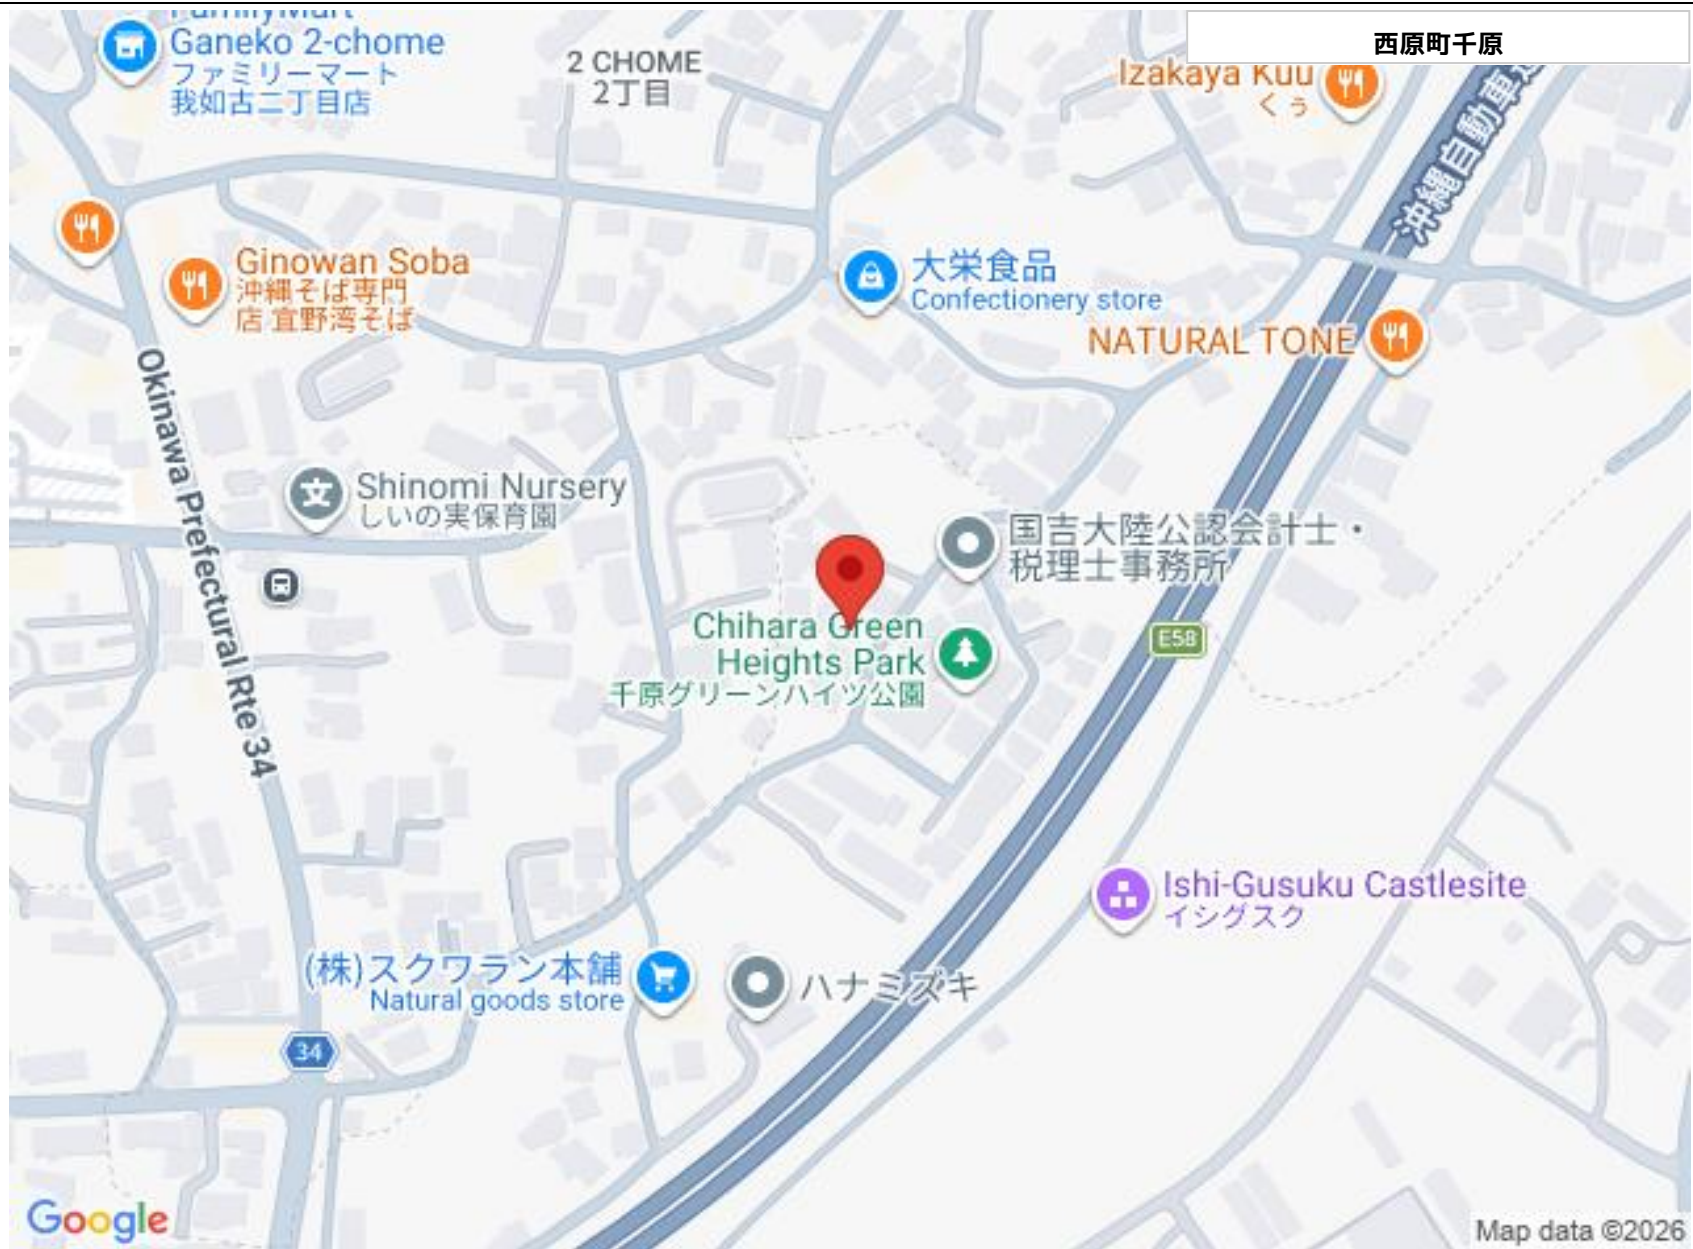 西原町千原
Ganeko 2-chome
ファミリーマート
我如古二丁目店
2 CHOME
2丁目
Izakaya Kuu
くぅ
沖縄自動車道
Ginowan Soba
沖縄そば専門
店 宜野湾そば
大栄食品
Confectionery store
NATURAL TONE
Okinawa Prefectural Rte 34
Shinomi Nursery
しいの実保育園
国吉大陸公認会計士・
税理士事務所
Chihara Green
Heights Park
千原グリーンハイツ公園
E58
Ishi-Gusuku Castlesite
イシグスク
(株)スクワラン本舗
Natural goods store
ハナミズキ
34
Google
Map data ©2026